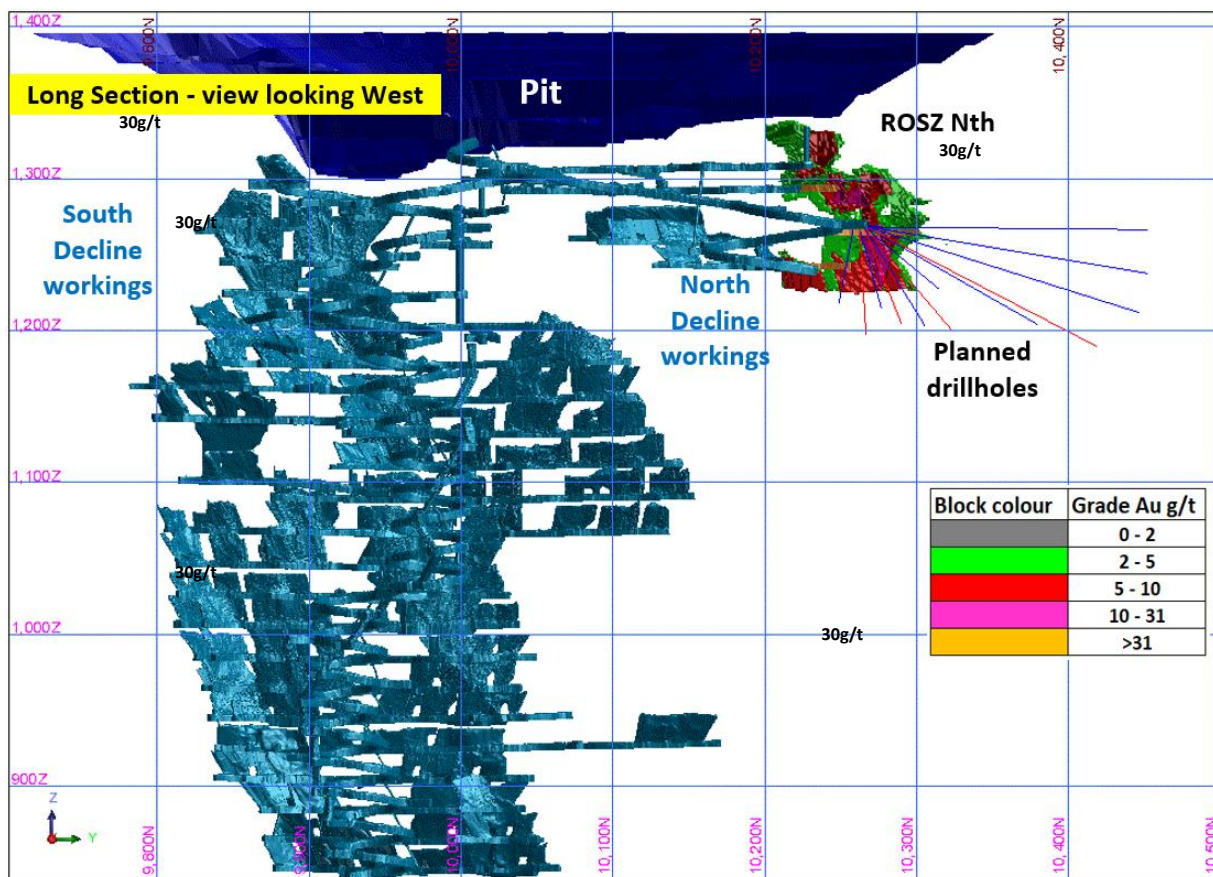 1,400Z
9,800N
10,000N
10,200N
10,400N
Long Section - view looking West
Pit
30g/t
ROSZ Nth
30g/t
1,300Z
South
Decline
workings
30g/t
North
Decline
workings
1,200Z
Planned
drillholes
1,100Z
Block colour Grade Au g/t
0 - 2
2 - 5
5 - 10
10 - 31
>31
30g/t
1,000Z
30g/t
900Z
Z
Y
9,800N
9,900N
10,000N
10,100N
10,200N
10,300N
10,400N